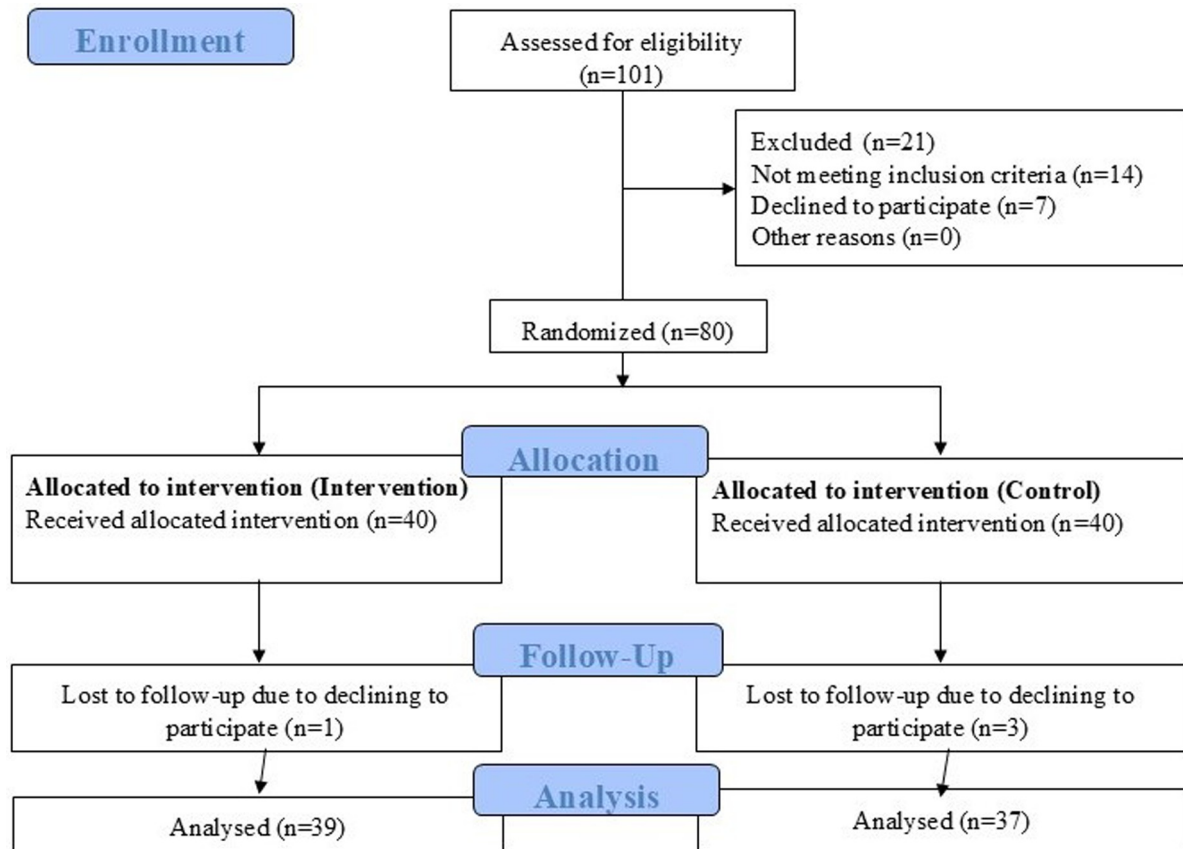 Enrollment
Assessed for eligibility
(n=101)
Excluded (n=21)
Not meeting inclusion criteria (n=14)
Declined to participate (n=7)
Other reasons (n=0)
Randomized (n=80)
Allocation
Allocated to intervention (Intervention)
Received allocated intervention (n=40)
Allocated to intervention (Control)
Received allocated intervention (n=40)
Follow-Up
Lost to follow-up due to declining to
participate (n=1)
Lost to follow-up due to declining to
participate (n=3)
Analysis
Analysed (n=39)
Analysed (n=37)